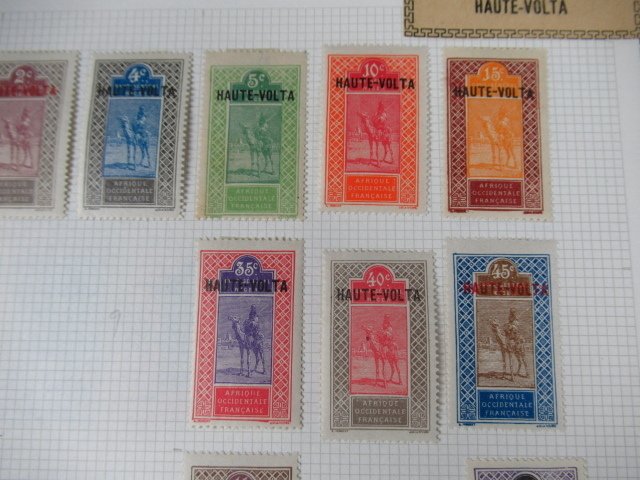 HAUTE-VOLTA
2c
HAUTE-VOLTA
4c
HAUTE-VOLTA
AFRIQUE
OCCIDENTALE
FRANÇAISE
5c
HAUTE-VOLTA
AFRIQUE
OCCIDENTALE
FRANÇAISE
10c
HAUTE-VOLTA
AFRIQUE
OCCIDENTALE
FRANÇAISE
15c
HAUTE-VOLTA
AFRIQUE
OCCIDENTALE
FRANÇAISE
35c
HAUTE-VOLTA
AFRIQUE
OCCIDENTALE
FRANÇAISE
40c
HAUTE-VOLTA
AFRIQUE
OCCIDENTALE
FRANÇAISE
45c
HAUTE-VOLTA
AFRIQUE
OCCIDENTALE
FRANÇAISE